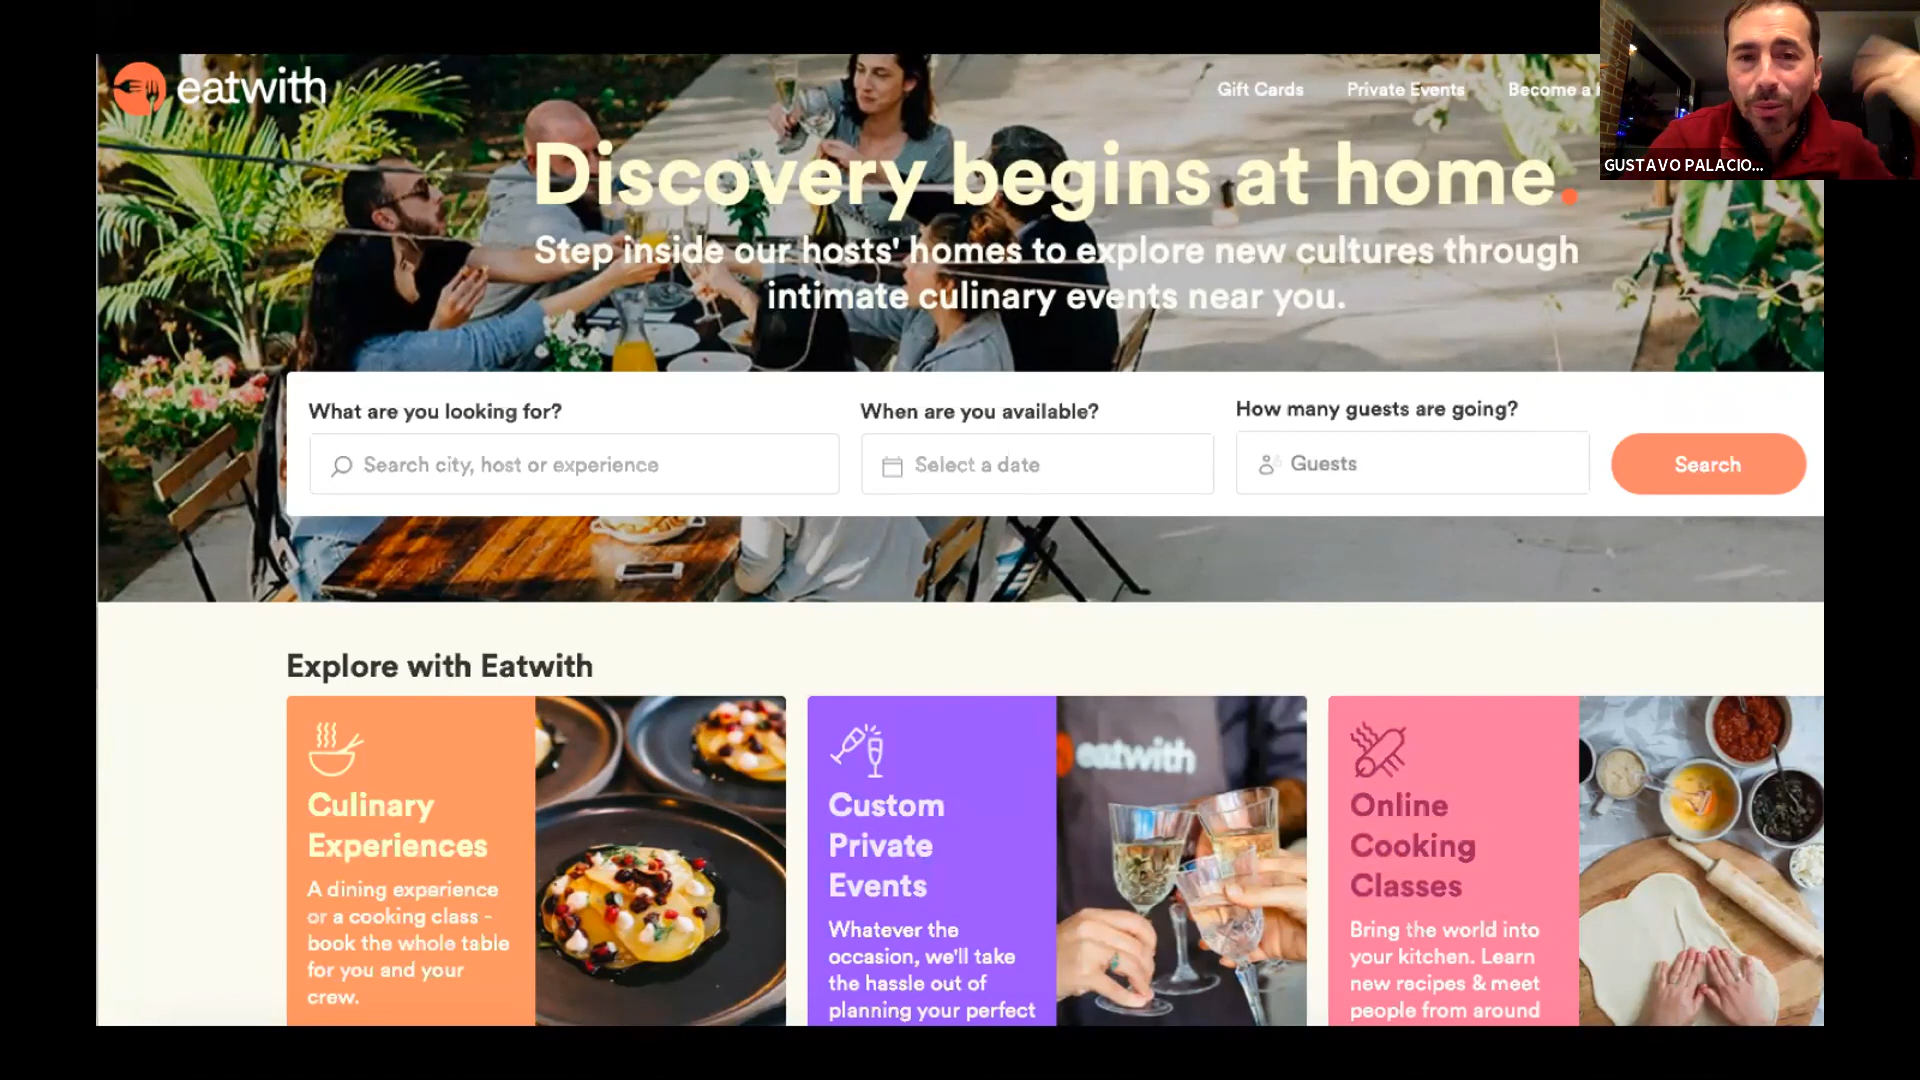 eatwith
Gift Cards
Private Events
Become a
GUSTAVO PALACIO...
Discovery begins at home.
Step inside our hosts' homes to explore new cultures through
intimate culinary events near you.
What are you looking for?
When are you available?
How many guests are going?
Search city, host or experience
Select a date
Guests
Search
Explore with Eatwith
Culinary
Experiences
A dining experience
or a cooking class -
book the whole table
for you and your
crew.
Custom
Private
Events
Whatever the
occasion, we'll take
the hassle out of
planning your perfect
eatwith
Online
Cooking
Classes
Bring the world into
your kitchen. Learn
new recipes & meet
people from around